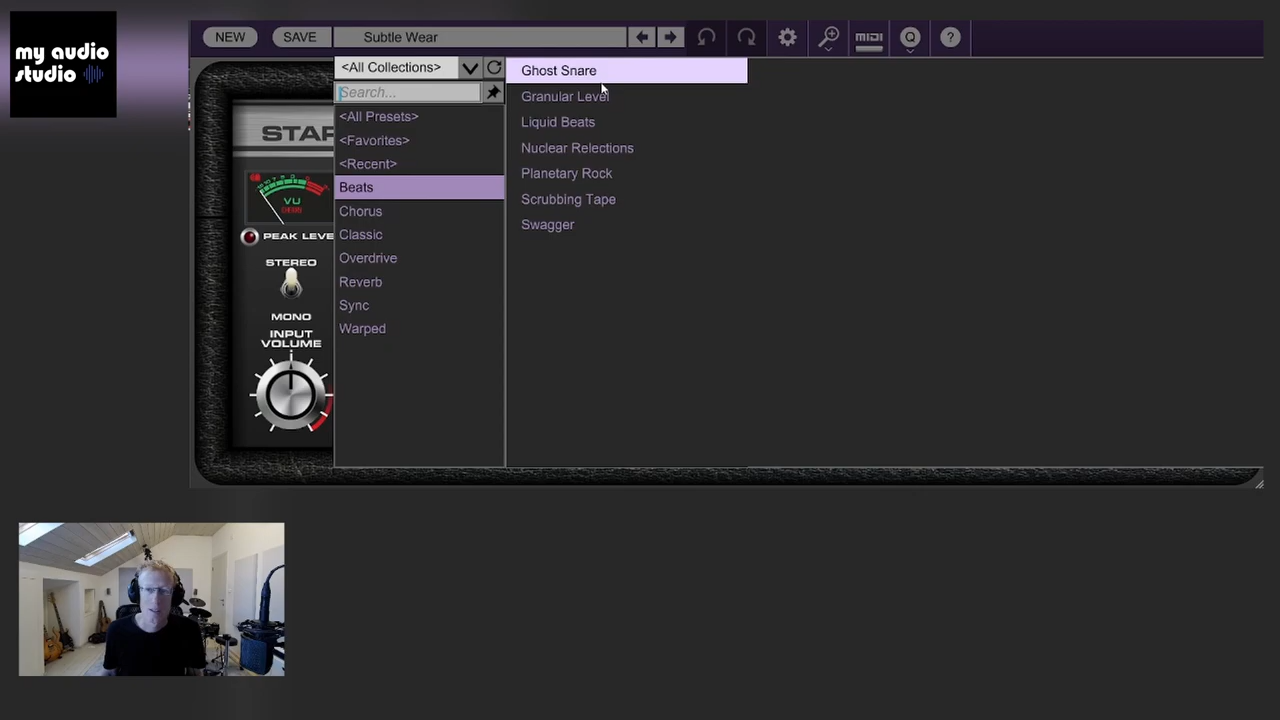 my audio
studio
NEW
SAVE
Subtle Wear
MIDI
Q
?
<All Collections>
Search...
<All Presets>
<Favorites>
<Recent>
Beats
Chorus
Classic
Overdrive
Reverb
Sync
Warped
Ghost Snare
Granular Level
Liquid Beats
Nuclear Relections
Planetary Rock
Scrubbing Tape
Swagger
STAR
VU
PEAK LEVE
STEREO
MONO
INPUT
VOLUME